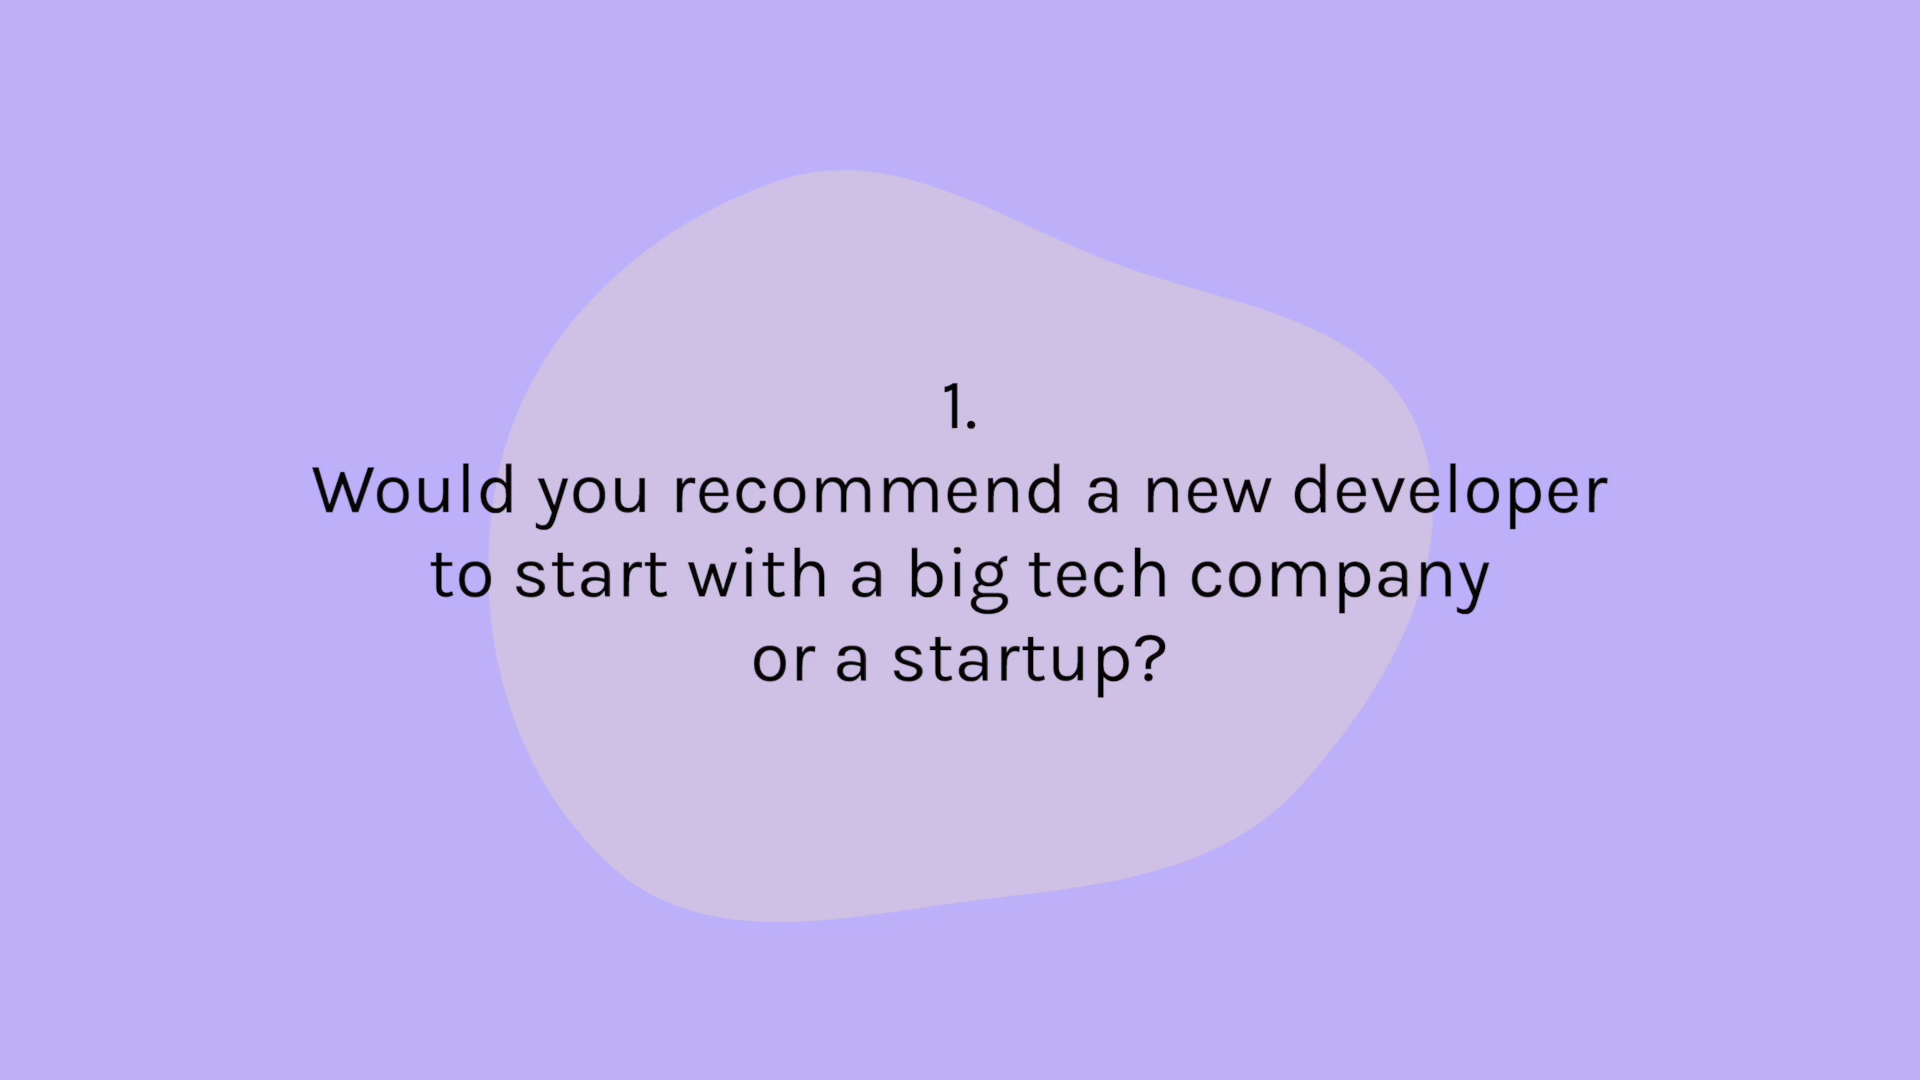 1.
Would you recommend a new developer
to start with a big tech company
or a startup?